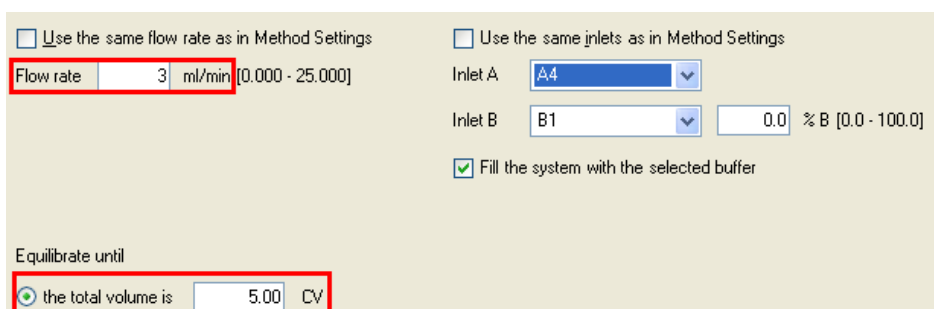 Use the same flow rate as in Method Settings
Use the same inlets as in Method Settings
Flow rate 3 ml/min [0.000 - 25.000]
Inlet A A4
Inlet B B1 0.0 % B [0.0 - 100.0]
Fill the system with the selected buffer
Equilibrate until
the total volume is 5.00 CV